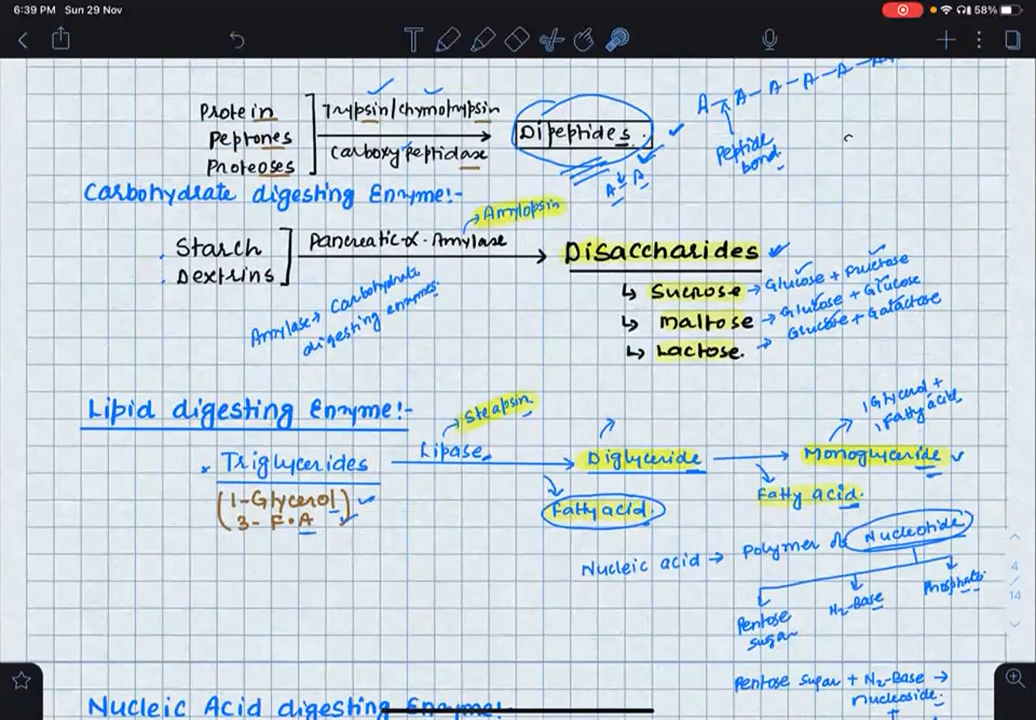 6:39 PM Sun 29 Nov
58%
T
A-A-A-A-A-
Peptide
bond.
Protein
Peptones
Proteoses
Trypsin/chymotrypsin
Carboxypeptidase
Dipeptides.
A-A
Carbohydrate digesting Enzyme:-
Amylopsin
Starch
Dextrins
Pancreatic-α-Amylase
Disaccharides
Amylase→ Carbohydrate
digesting enzymes.
↳ Sucrose → Glucose + Fructose
↳ maltose → Glucose + Glucose
↳ Lactose. → Glucose + Galactose
Lipid digesting Enzyme:-
Steapsin.
1 Glycerol +
1 Fatty acid
Triglycerides
Lipase
Diglyceride
Monoglyceride
(1-Glycerol)
3- F.A
Fatty acid.
Fatty acid.
Nucleic acid → Polymer of Nucleotide
Pentose
sugar
N2-Base
Phosphate.
4
/
14
Pentose Sugar + N2-Base →
nucleoside.
Nucleic Acid digesting Enzyme: